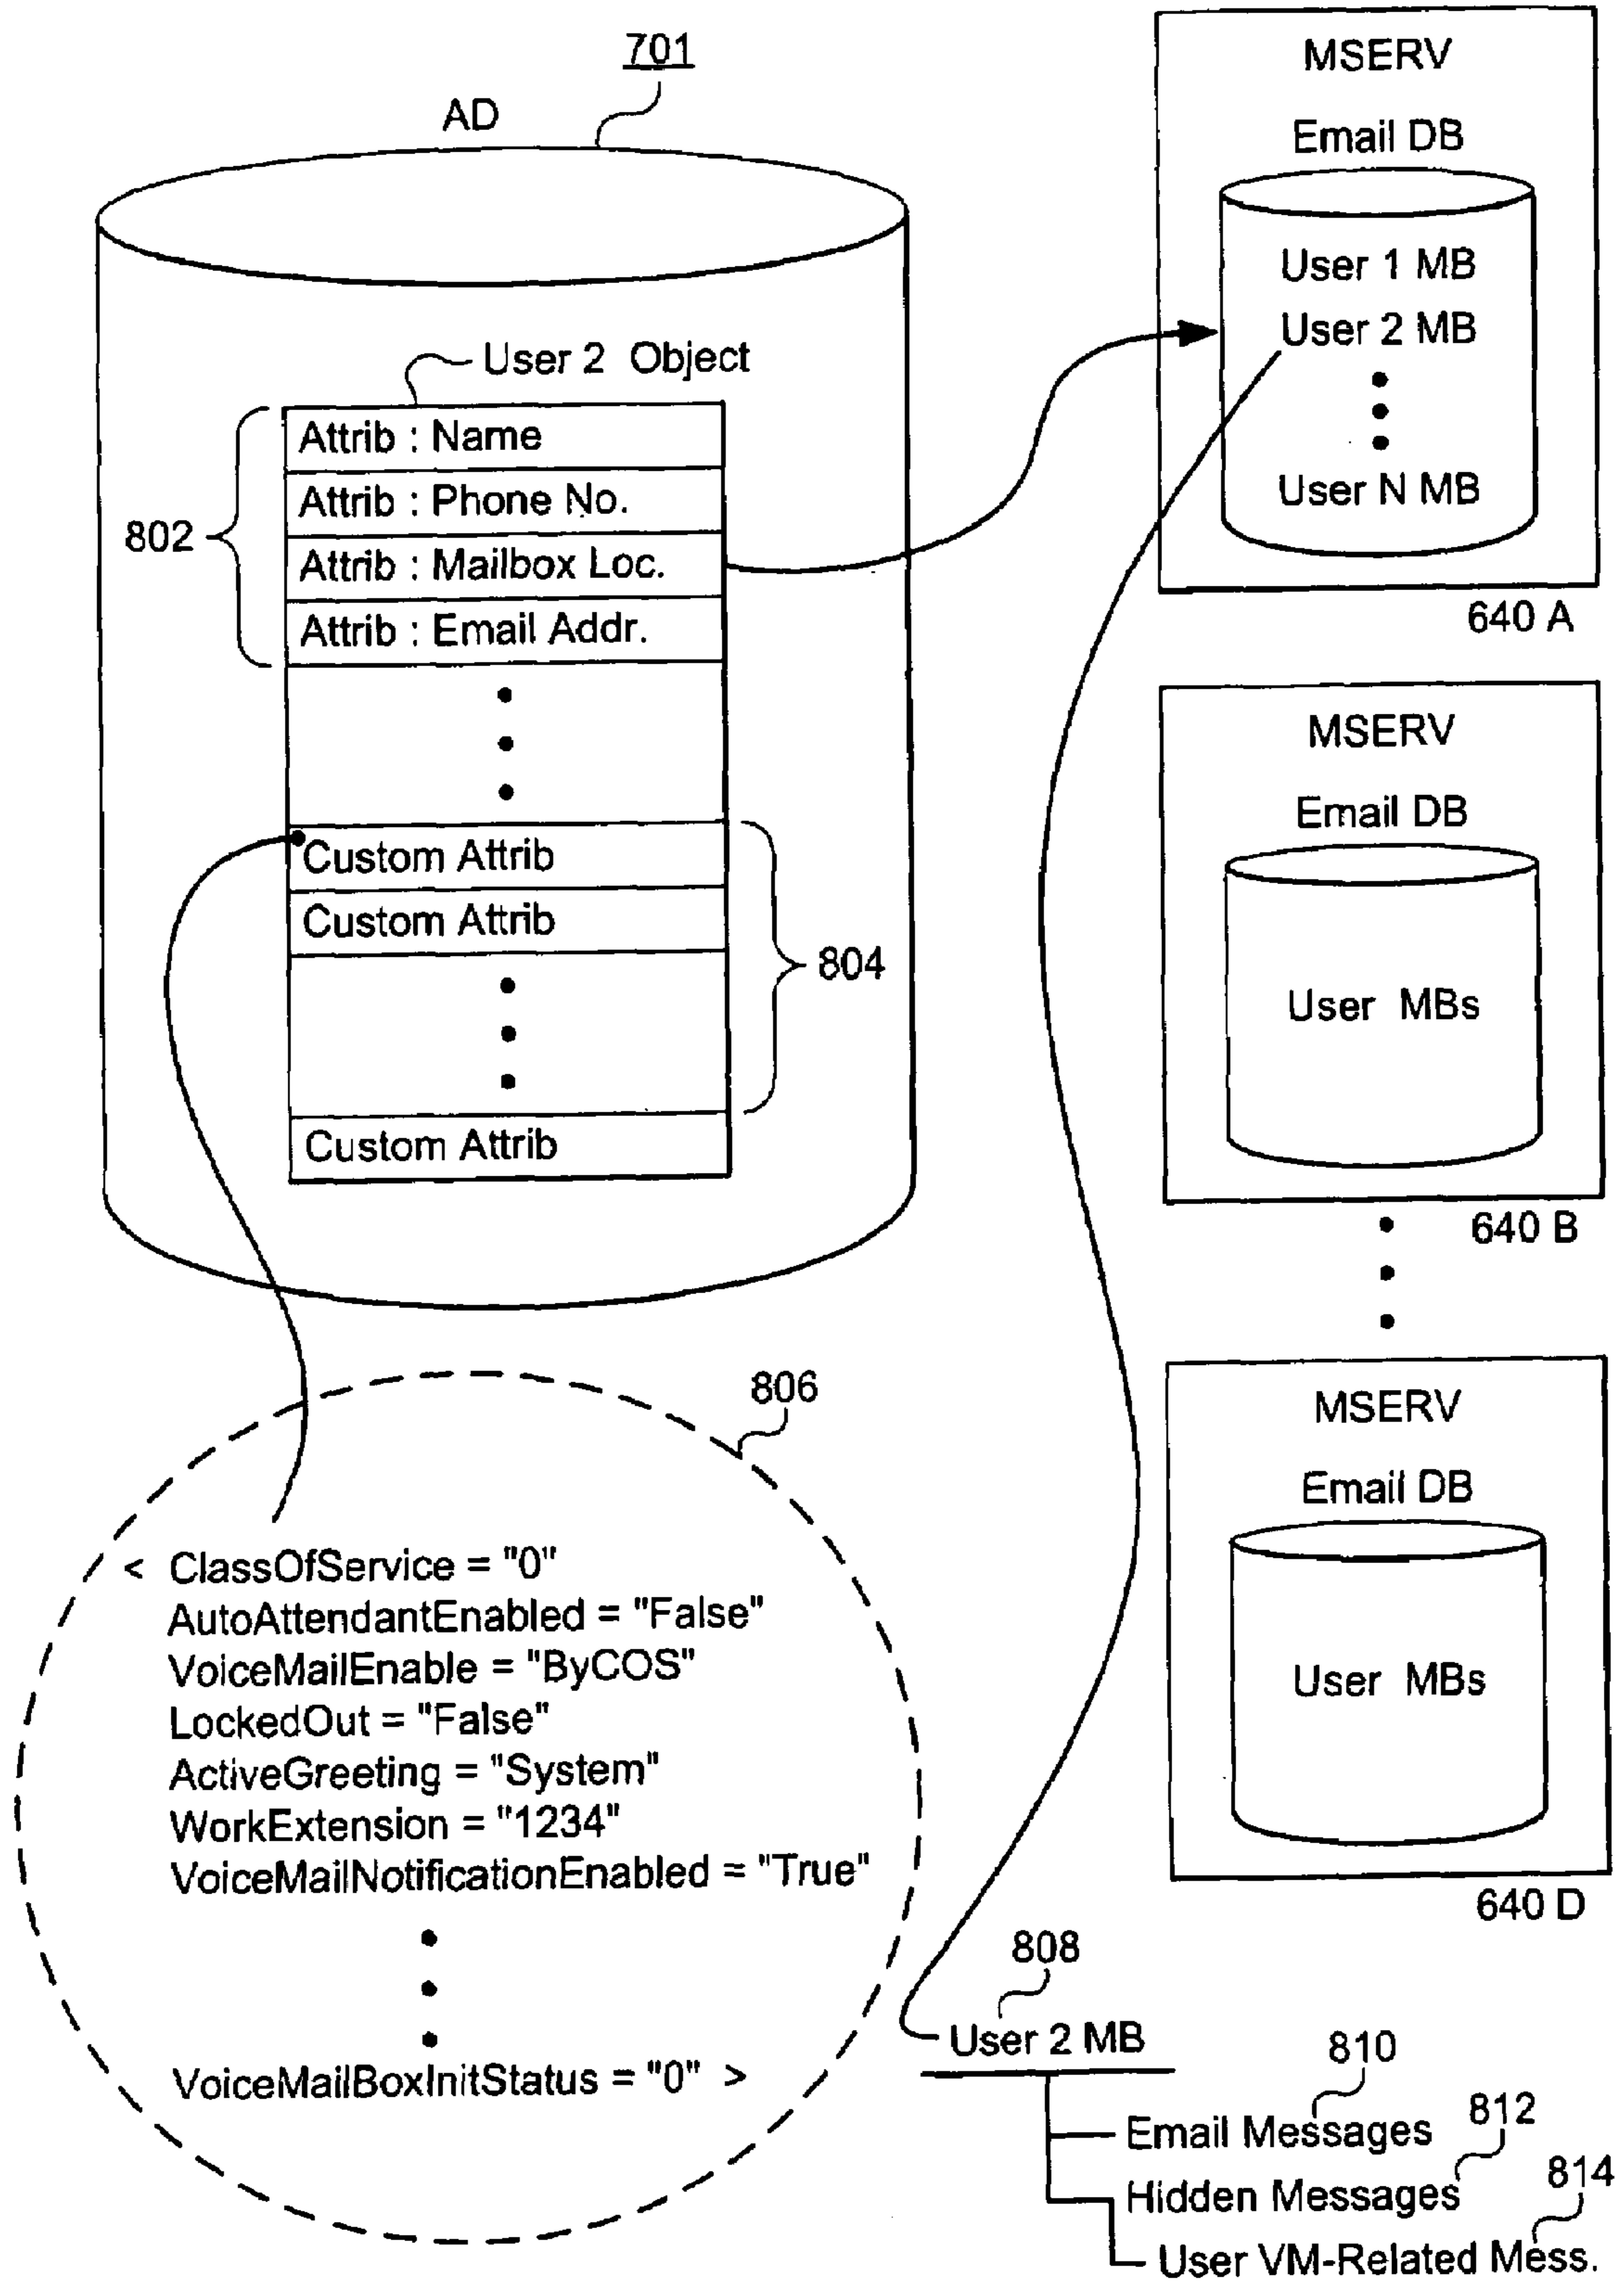 701
AD
User 2 Object
Attrib : Name
Attrib : Phone No.
Attrib : Mailbox Loc.
Attrib : Email Addr.
802
Custom Attrib
Custom Attrib
804
Custom Attrib
806
< ClassOfService = "0"
AutoAttendantEnabled = "False"
VoiceMailEnable = "ByCOS"
LockedOut = "False"
ActiveGreeting = "System"
WorkExtension = "1234"
VoiceMailNotificationEnabled = "True"
VoiceMailBoxInitStatus = "0" >
MSERV
Email DB
User 1 MB
User 2 MB
User N MB
640 A
MSERV
Email DB
User MBs
640 B
MSERV
Email DB
User MBs
640 D
808
User 2 MB
810
Email Messages
812
Hidden Messages
814
User VM-Related Mess.